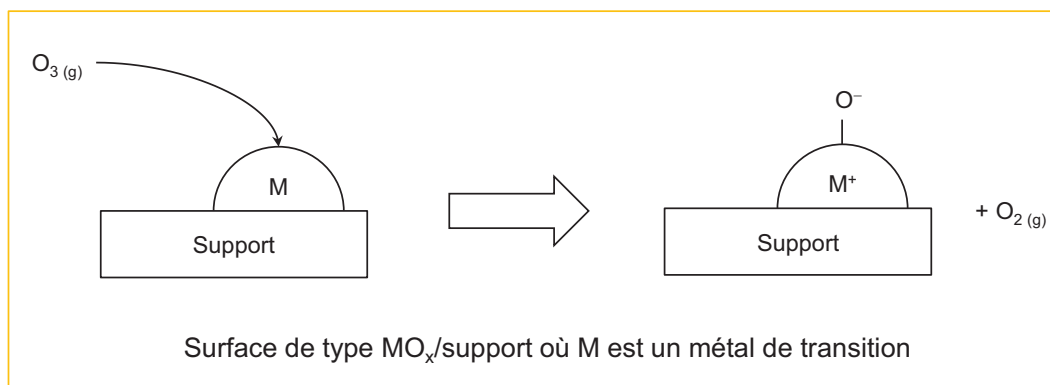 O₃ (g)
M
Support
O⁻
M⁺
Support
+ O₂ (g)
Surface de type MOₓ/support où M est un métal de transition